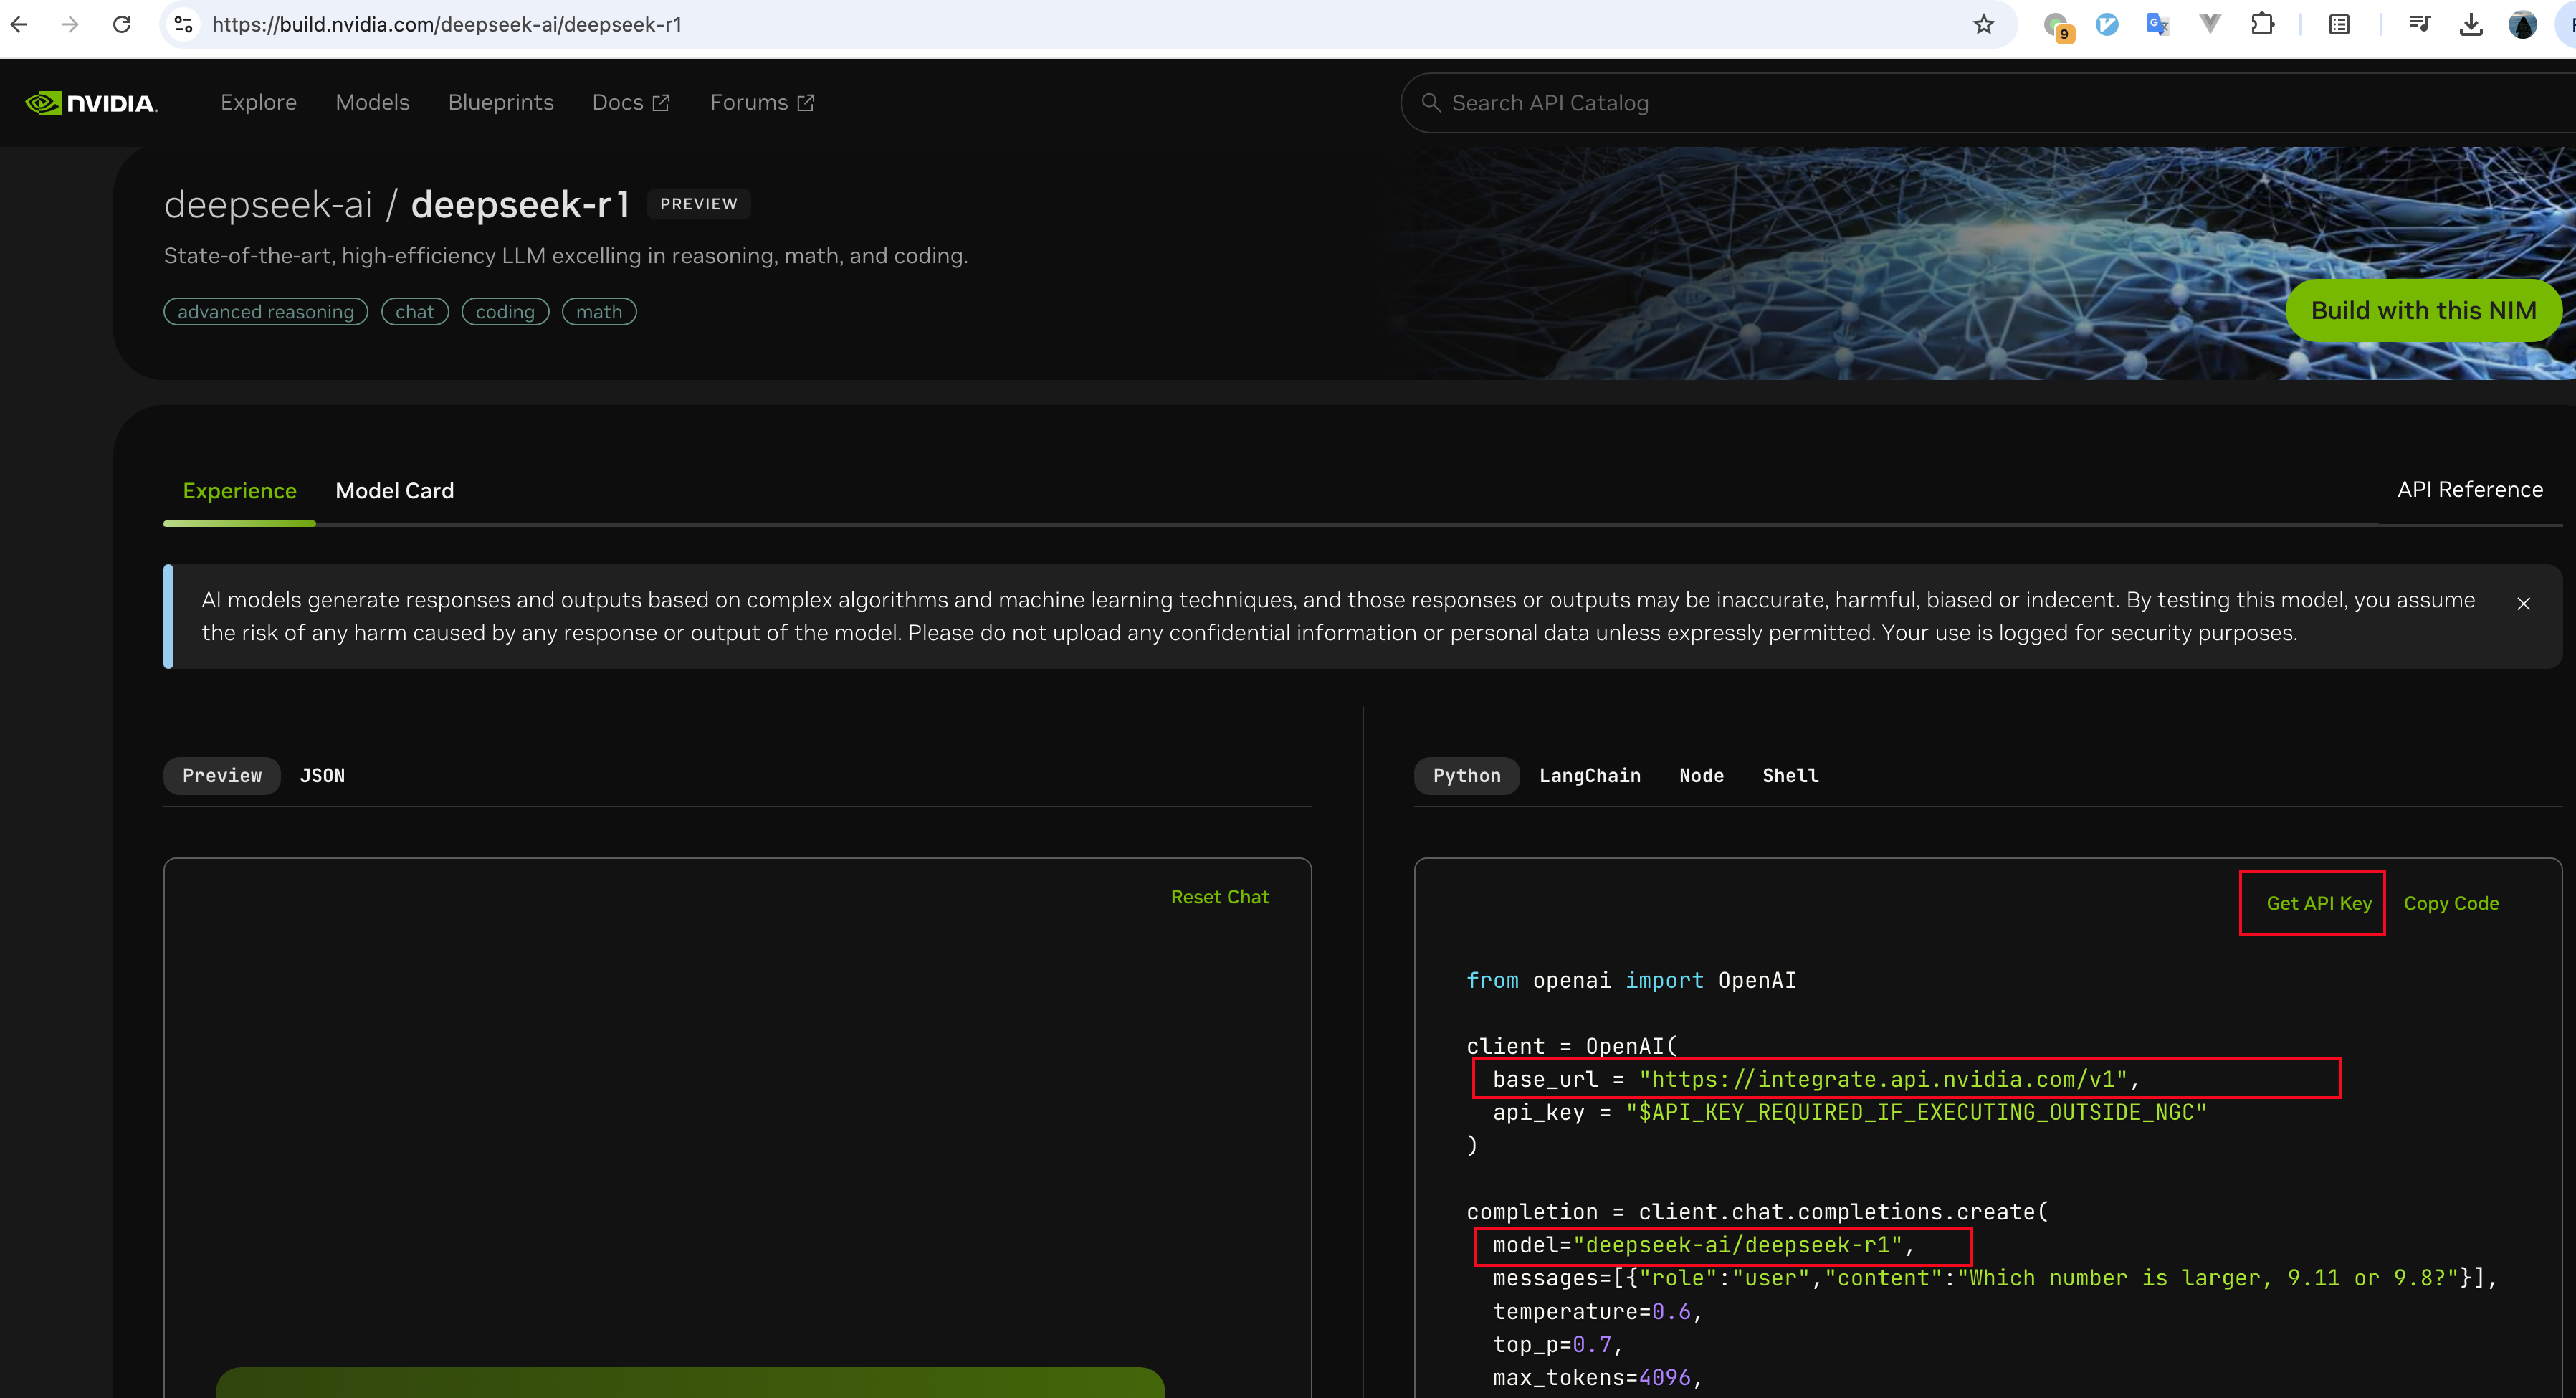 https://build.nvidia.com/deepseek-ai/deepseek-r1
9
NVIDIA.
Explore
Models
Blueprints
Docs
Forums
Search API Catalog
deepseek-ai / deepseek-r1
PREVIEW
State-of-the-art, high-efficiency LLM excelling in reasoning, math, and coding.
advanced reasoning
chat
coding
math
Build with this NIM
Experience
Model Card
API Reference
AI models generate responses and outputs based on complex algorithms and machine learning techniques, and those responses or outputs may be inaccurate, harmful, biased or indecent. By testing this model, you assume
the risk of any harm caused by any response or output of the model. Please do not upload any confidential information or personal data unless expressly permitted. Your use is logged for security purposes.
Preview
JSON
Python
LangChain
Node
Shell
Reset Chat
Get API Key
Copy Code
from openai import OpenAI
client = OpenAI(
base_url = "https://integrate.api.nvidia.com/v1",
api_key = "$API_KEY_REQUIRED_IF_EXECUTING_OUTSIDE_NGC"
)
completion = client.chat.completions.create(
model="deepseek-ai/deepseek-r1",
messages=[{"role":"user","content":"Which number is larger, 9.11 or 9.8?"}],
temperature=0.6,
top_p=0.7,
max_tokens=4096,